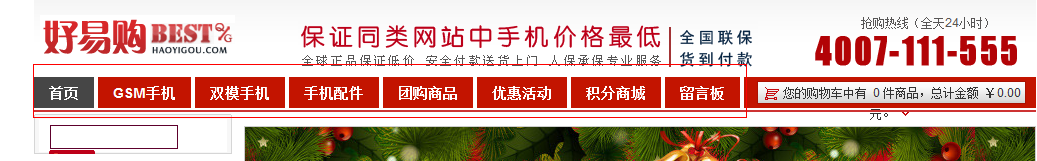 好易购 BEST%G
HAOYIGOU.COM
保证同类网站中手机价格最低
全球正品保证低价 安全付款送货上门 人保承保专业服务
全国联保
货到付款
抢购热线（全天24小时）
4007-111-555
首页 GSM手机 双模手机 手机配件 团购商品 优惠活动 积分商城 留言板
您的购物车中有 0 件商品，总计金额 ￥0.00
元。